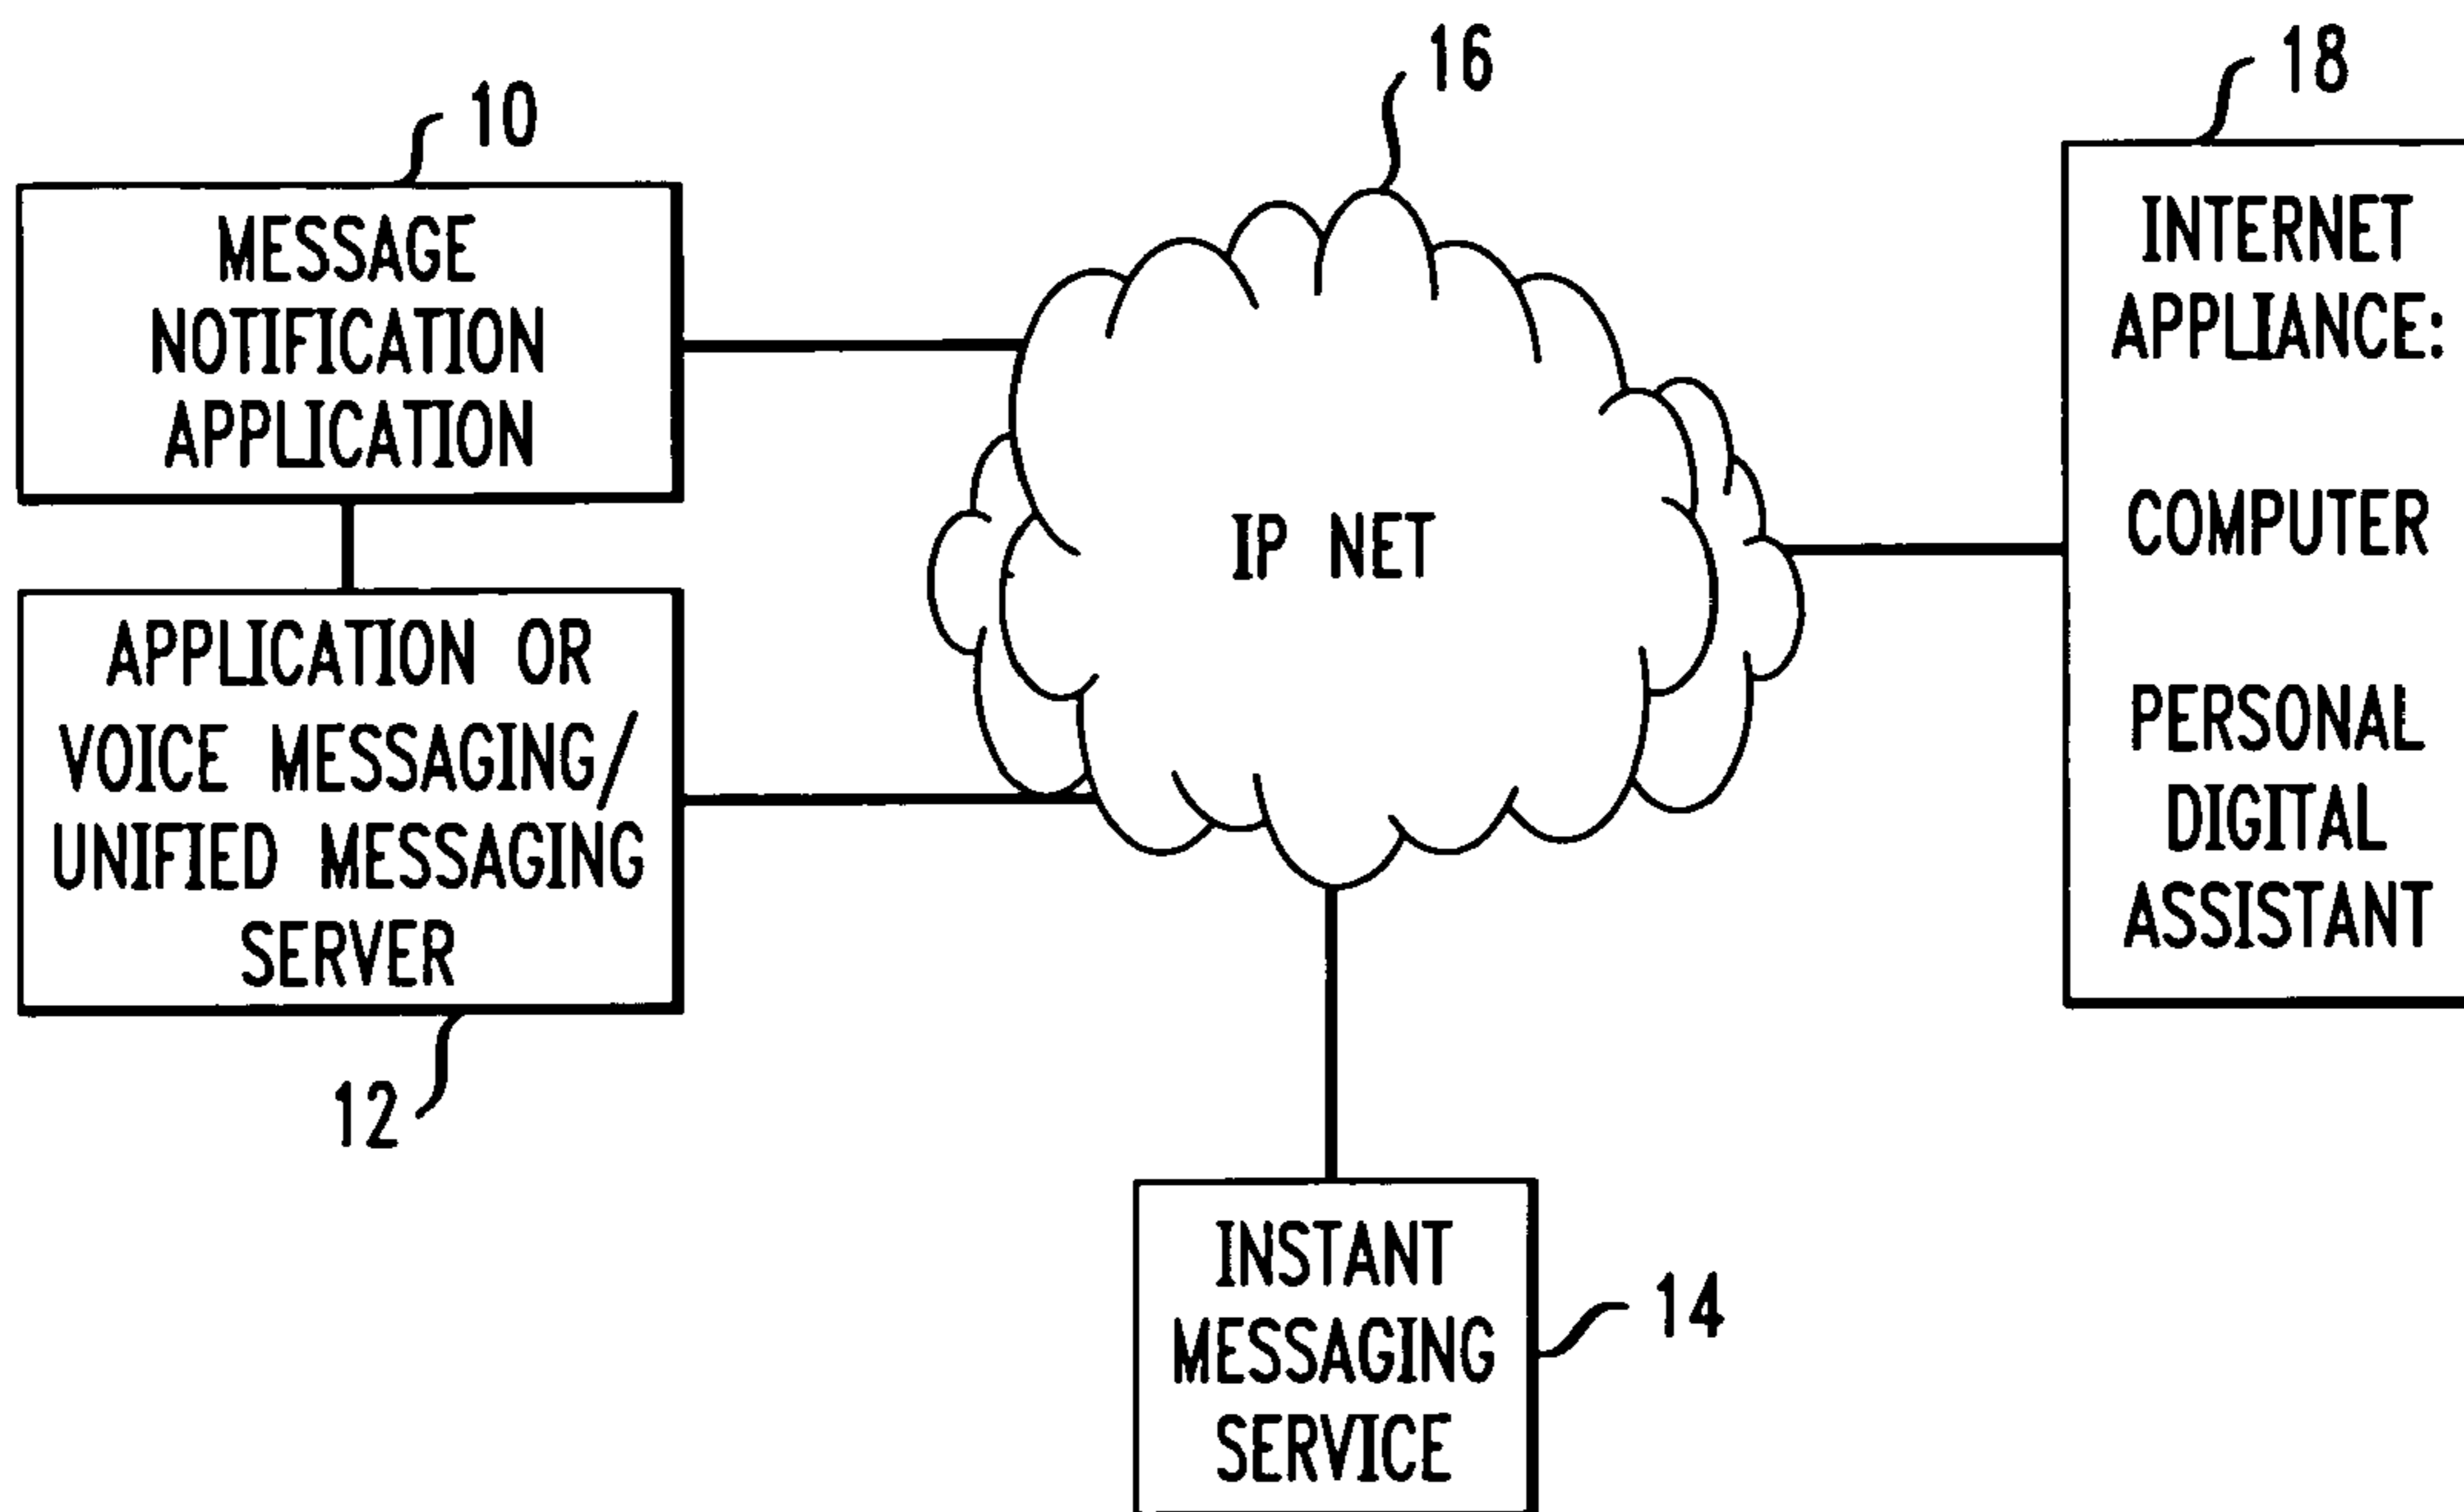 10
MESSAGE
NOTIFICATION
APPLICATION
APPLICATION OR
VOICE MESSAGING/
UNIFIED MESSAGING
SERVER
12
16
IP NET
INSTANT
MESSAGING
SERVICE
14
18
INTERNET
APPLIANCE:
COMPUTER
PERSONAL
DIGITAL
ASSISTANT